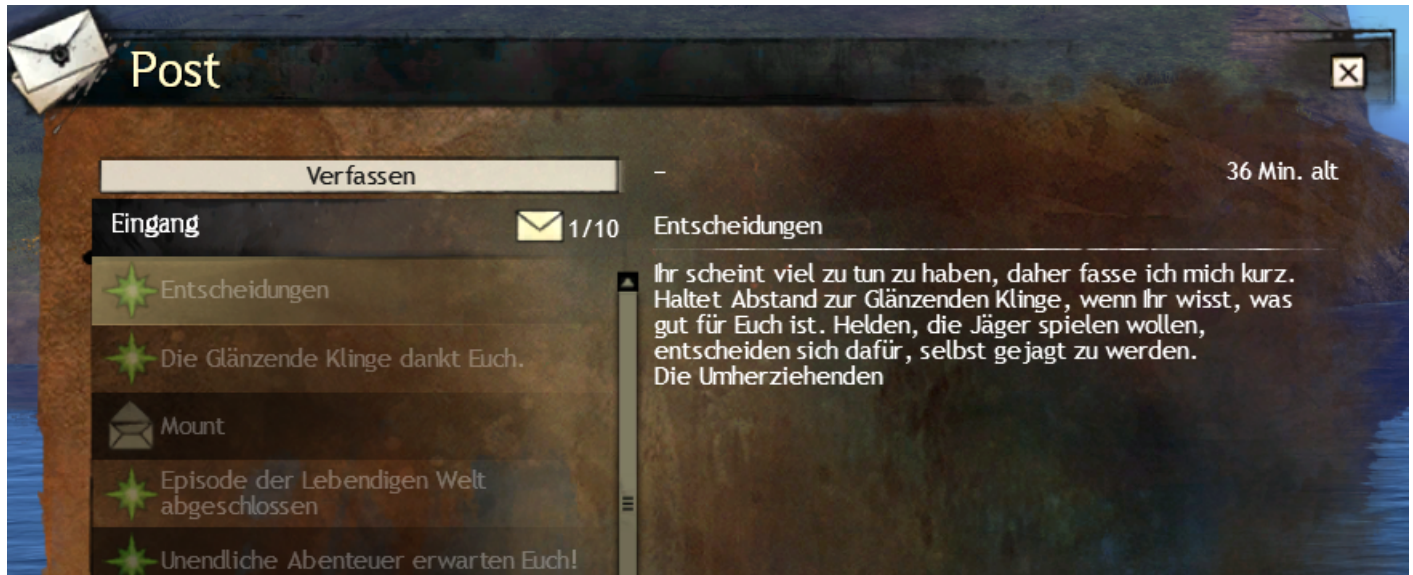 Post
Verfassen
Eingang
1/10
Entscheidungen
Die Glänzende Klinge dankt Euch.
Mount
Episode der Lebendigen Welt
abgeschlossen
Unendliche Abenteuer erwarten Euch!
–
36 Min. alt
Entscheidungen
Ihr scheint viel zu tun zu haben, daher fasse ich mich kurz.
Haltet Abstand zur Glänzenden Klinge, wenn Ihr wisst, was
gut für Euch ist. Helden, die Jäger spielen wollen,
entscheiden sich dafür, selbst gejagt zu werden.
Die Umherziehenden